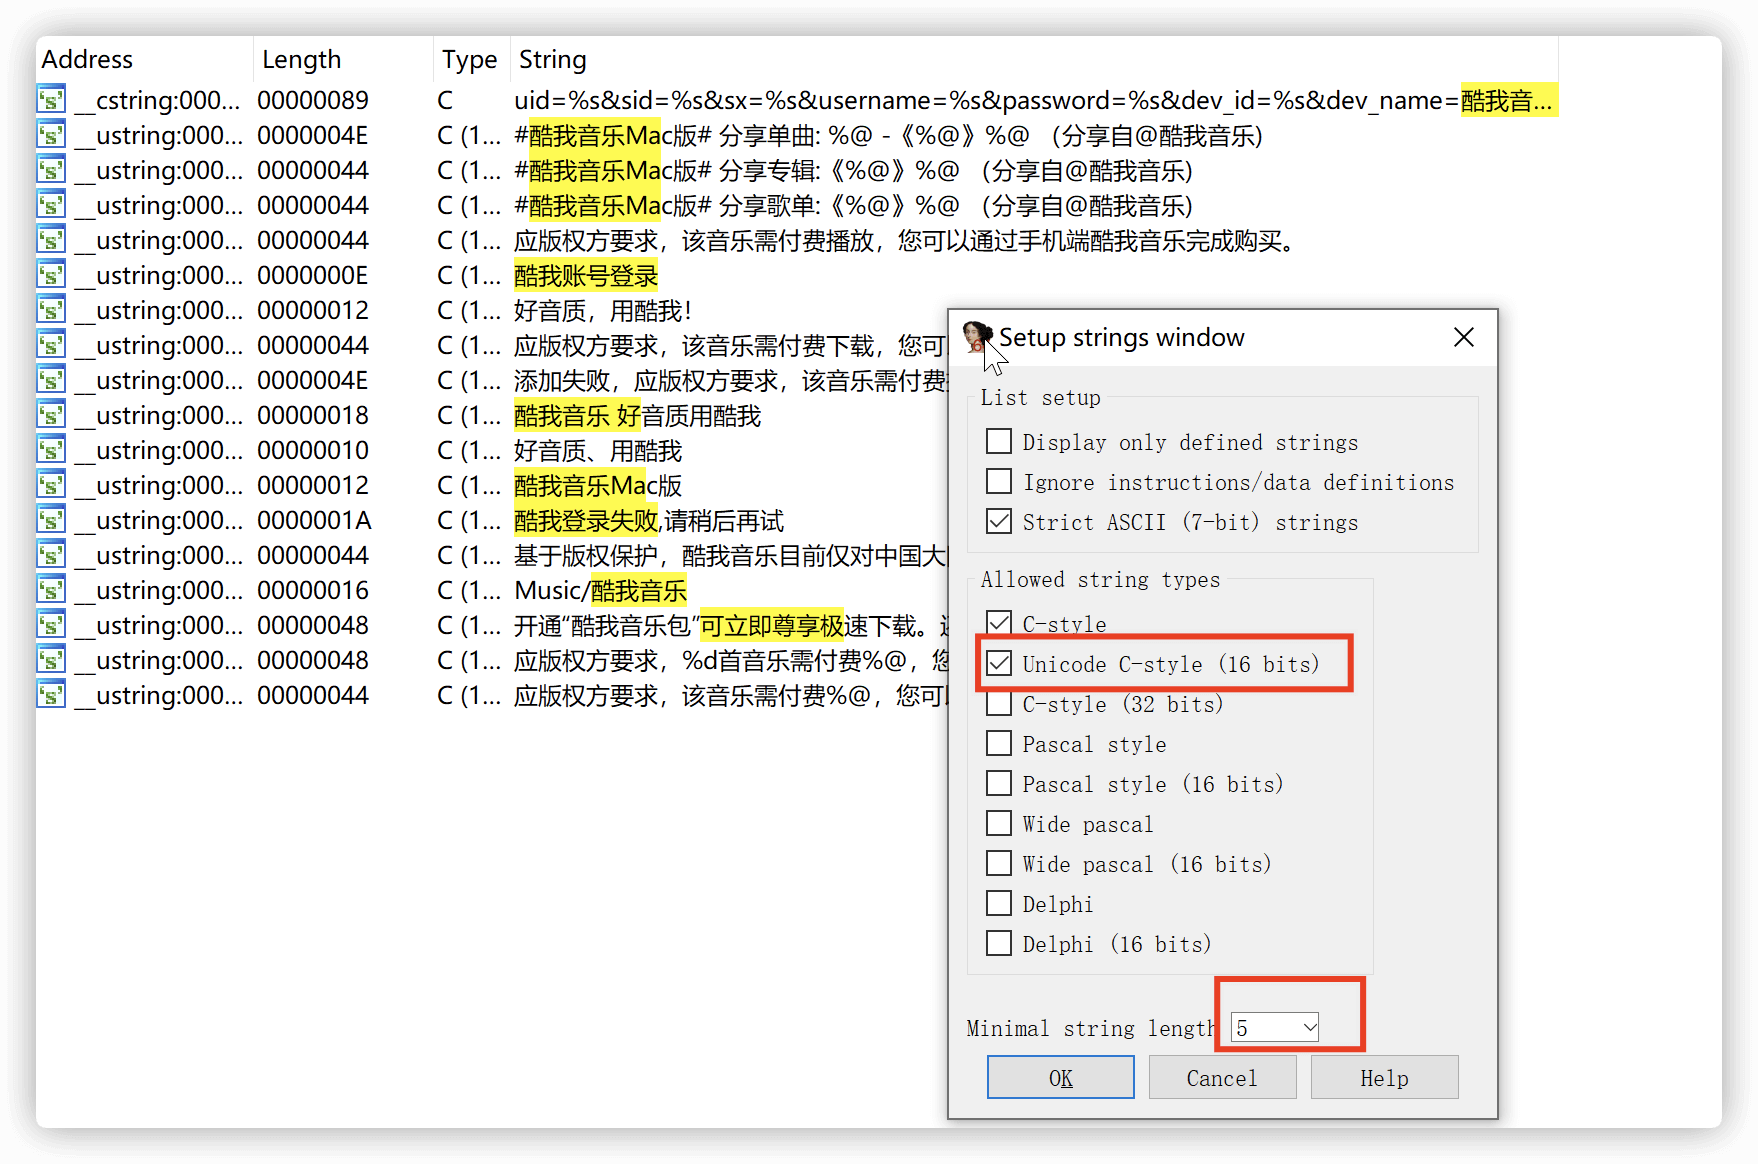 Address Length Type String
__cstring:000... 00000089 C uid=%s&sid=%s&sx=%s&username=%s&password=%s&dev_id=%s&dev_name=酷我音...
__ustring:000... 0000004E C (1... #酷我音乐Mac版# 分享单曲: %@ -《%@》%@ （分享自@酷我音乐)
__ustring:000... 00000044 C (1... #酷我音乐Mac版# 分享专辑:《%@》%@ （分享自@酷我音乐)
__ustring:000... 00000044 C (1... #酷我音乐Mac版# 分享歌单:《%@》%@ （分享自@酷我音乐)
__ustring:000... 00000044 C (1... 应版权方要求，该音乐需付费播放，您可以通过手机端酷我音乐完成购买。
__ustring:000... 0000000E C (1... 酷我账号登录
__ustring:000... 00000012 C (1... 好音质，用酷我！
__ustring:000... 00000044 C (1... 应版权方要求，该音乐需付费下载，您可
__ustring:000... 0000004E C (1... 添加失败，应版权方要求，该音乐需付费
__ustring:000... 00000018 C (1... 酷我音乐 好音质用酷我
__ustring:000... 00000010 C (1... 好音质、用酷我
__ustring:000... 00000012 C (1... 酷我音乐Mac版
__ustring:000... 0000001A C (1... 酷我登录失败,请稍后再试
__ustring:000... 00000044 C (1... 基于版权保护，酷我音乐目前仅对中国大
__ustring:000... 00000016 C (1... Music/酷我音乐
__ustring:000... 00000048 C (1... 开通“酷我音乐包”可立即尊享极速下载。
__ustring:000... 00000048 C (1... 应版权方要求，%d首音乐需付费%@，您
__ustring:000... 00000044 C (1... 应版权方要求，该音乐需付费%@，您可
Setup strings window
List setup
Display only defined strings
Ignore instructions/data definitions
Strict ASCII (7-bit) strings
Allowed string types
C-style
Unicode C-style (16 bits)
C-style (32 bits)
Pascal style
Pascal style (16 bits)
Wide pascal
Wide pascal (16 bits)
Delphi
Delphi (16 bits)
Minimal string length 5
OK Cancel Help